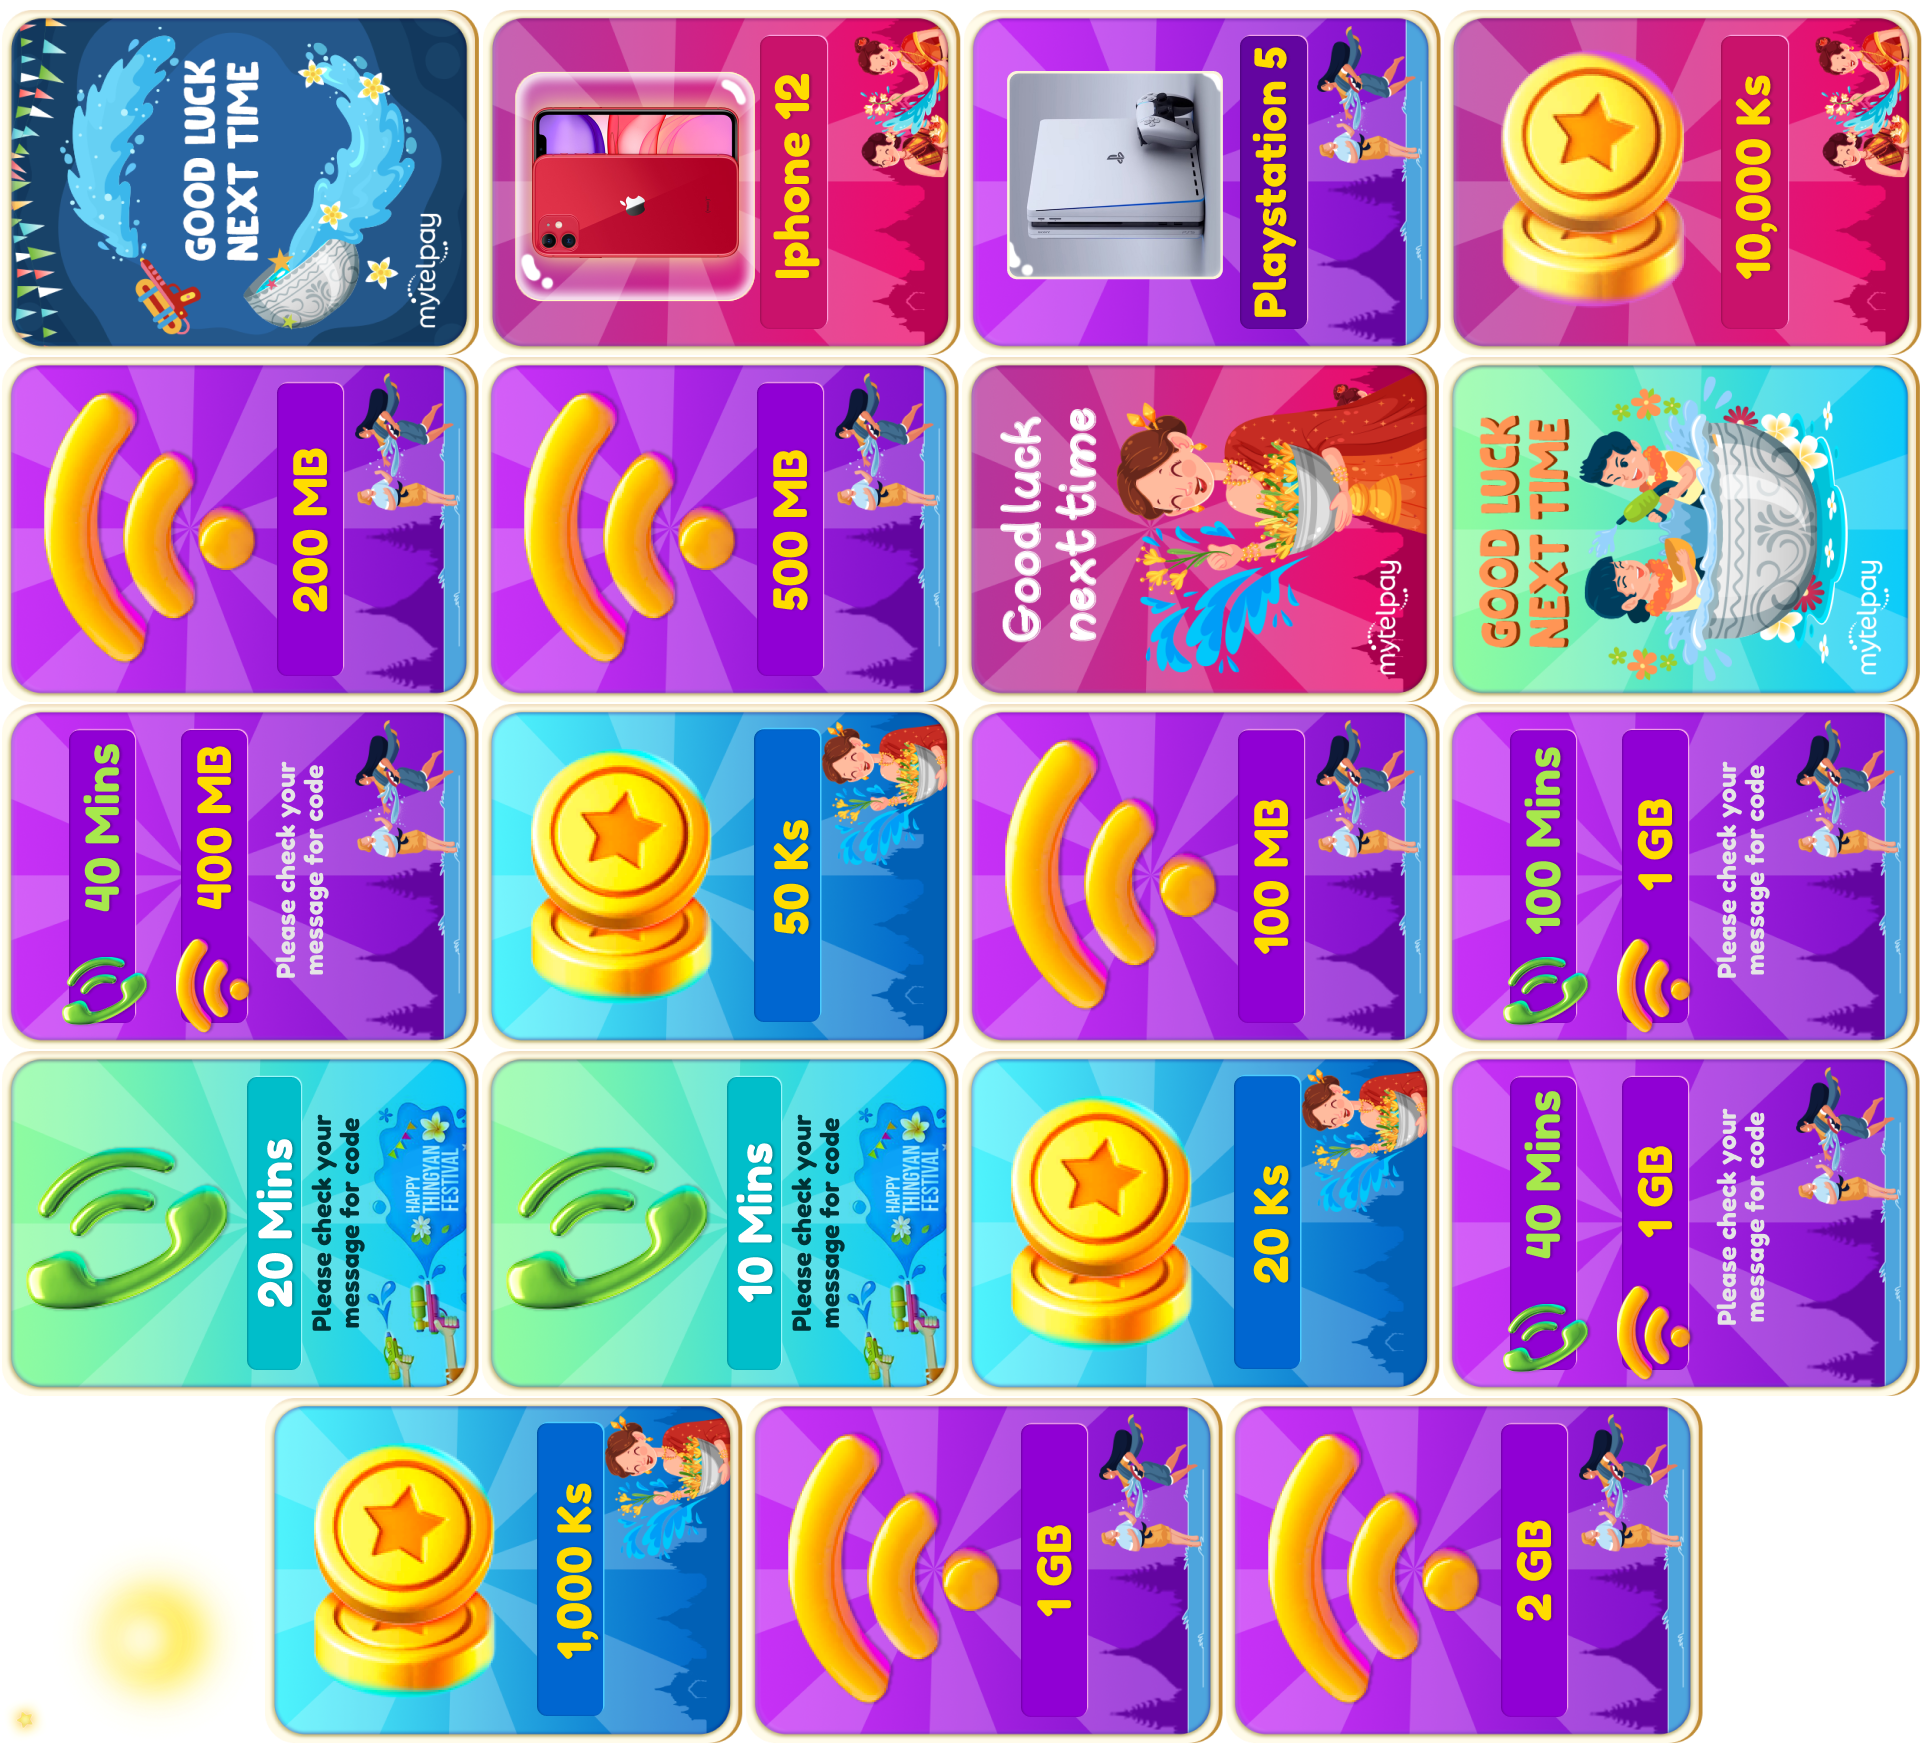 GOOD LUCK
NEXT TIME
mytelpay
Iphone 12
Playstation 5
10,000 Ks
200 MB
500 MB
Good luck
next time
mytelpay
GOOD LUCK
NEXT TIME
mytelpay
40 Mins
400 MB
Please check your
message for code
50 Ks
100 MB
100 Mins
1 GB
Please check your
message for code
20 Mins
Please check your
message for code
HAPPY
THINGYAN
FESTIVAL
10 Mins
Please check your
message for code
HAPPY
THINGYAN
FESTIVAL
20 Ks
40 Mins
1 GB
Please check your
message for code
1,000 Ks
1 GB
2 GB